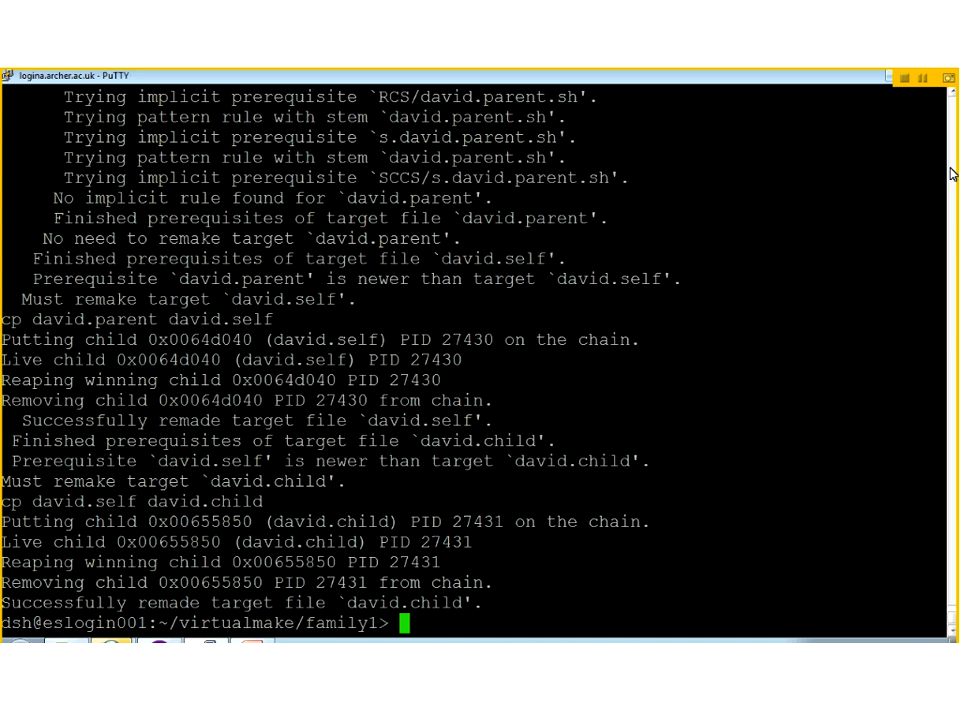 logina.archer.ac.uk - PuTTY
Trying implicit prerequisite `RCS/david.parent.sh'.
Trying pattern rule with stem `david.parent.sh'.
Trying implicit prerequisite `s.david.parent.sh'.
Trying pattern rule with stem `david.parent.sh'.
Trying implicit prerequisite `SCCS/s.david.parent.sh'.
No implicit rule found for `david.parent'.
Finished prerequisites of target file `david.parent'.
No need to remake target `david.parent'.
Finished prerequisites of target file `david.self'.
Prerequisite `david.parent' is newer than target `david.self'.
Must remake target `david.self'.
cp david.parent david.self
Putting child 0x0064d040 (david.self) PID 27430 on the chain.
Live child 0x0064d040 (david.self) PID 27430
Reaping winning child 0x0064d040 PID 27430
Removing child 0x0064d040 PID 27430 from chain.
Successfully remade target file `david.self'.
Finished prerequisites of target file `david.child'.
Prerequisite `david.self' is newer than target `david.child'.
Must remake target `david.child'.
cp david.self david.child
Putting child 0x00655850 (david.child) PID 27431 on the chain.
Live child 0x00655850 (david.child) PID 27431
Reaping winning child 0x00655850 PID 27431
Removing child 0x00655850 PID 27431 from chain.
Successfully remade target file `david.child'.
dsh@eslogin001:~/virtualmake/family1>